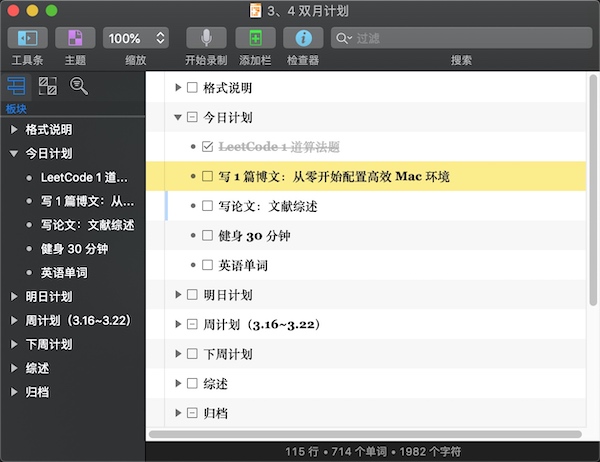 3、4 双月计划
100%
过滤
工具条
主题
缩放
开始录制
添加栏
检查器
搜索
板块
格式说明
今日计划
LeetCode 1 道…
写 1 篇博文：从…
写论文：文献综述
健身 30 分钟
英语单词
明日计划
周计划（3.16~3.22）
下周计划
综述
归档
格式说明
今日计划
LeetCode 1 道算法题
写 1 篇博文：从零开始配置高效 Mac 环境
写论文：文献综述
健身 30 分钟
英语单词
明日计划
周计划（3.16~3.22）
下周计划
综述
归档
115 行 • 714 个单词 • 1982 个字符